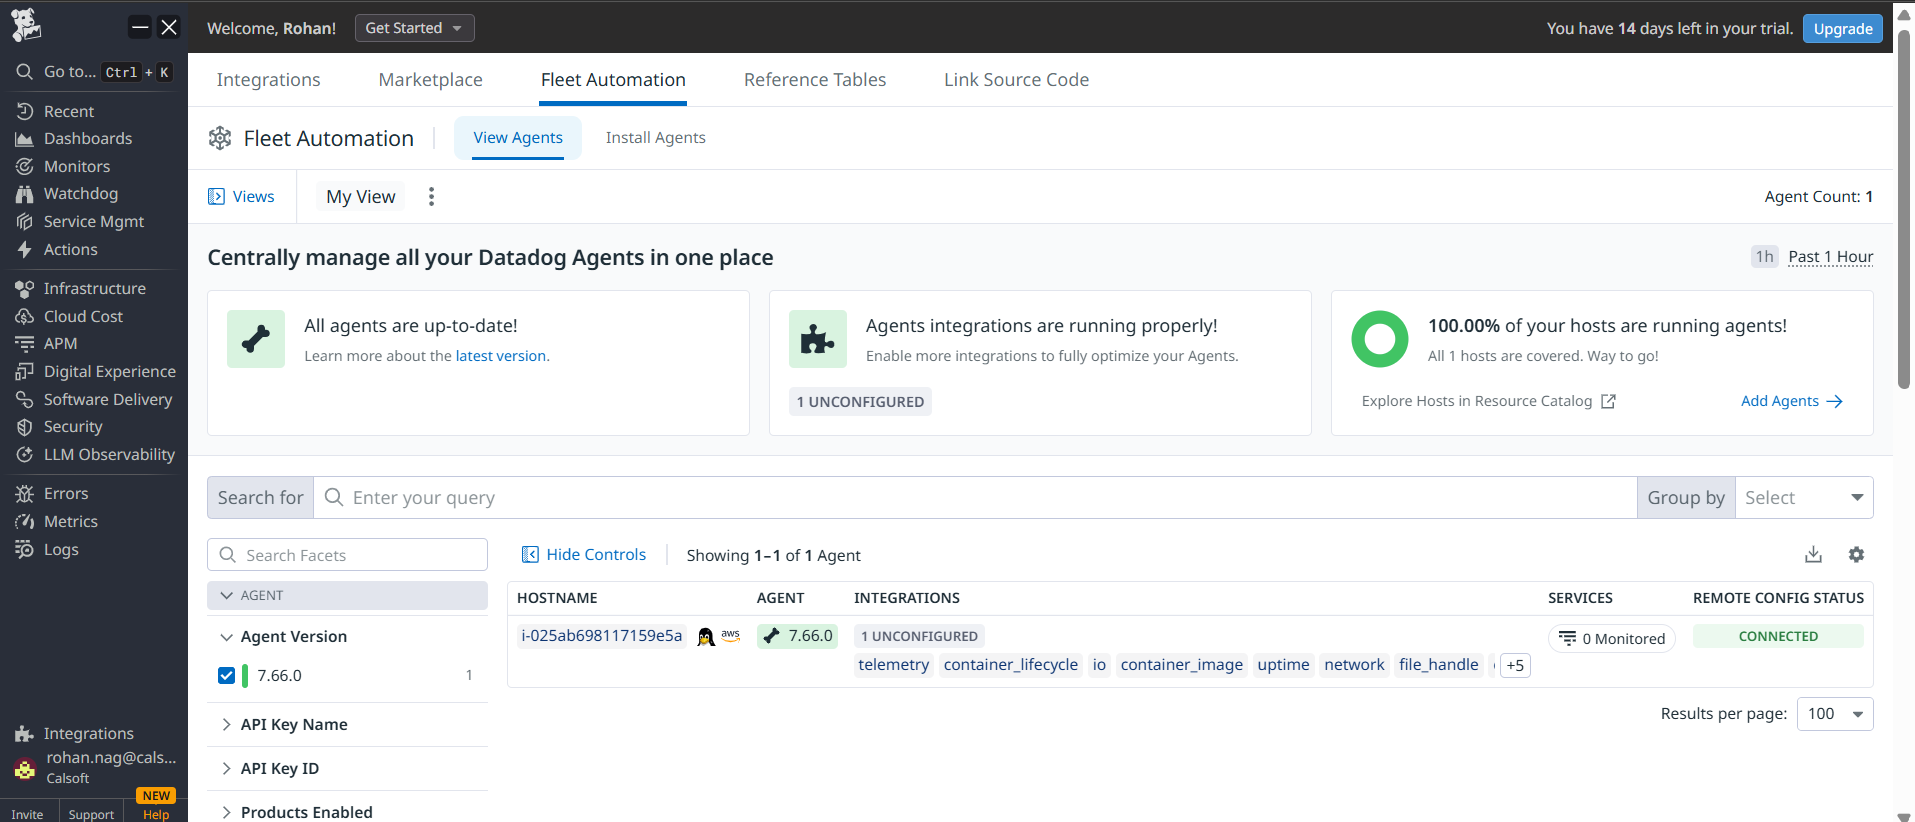 Welcome, Rohan!
Get Started
You have 14 days left in your trial.
Upgrade
Go to... Ctrl + K
Recent
Dashboards
Monitors
Watchdog
Service Mgmt
Actions
Infrastructure
Cloud Cost
APM
Digital Experience
Software Delivery
Security
LLM Observability
Errors
Metrics
Logs
Integrations
rohan.nag@cals...
Calsoft
NEW
Invite
Support
Help
Integrations
Marketplace
Fleet Automation
Reference Tables
Link Source Code
Fleet Automation
View Agents
Install Agents
Views
My View
Agent Count: 1
Centrally manage all your Datadog Agents in one place
1h Past 1 Hour
All agents are up-to-date!
Learn more about the latest version.
Agents integrations are running properly!
Enable more integrations to fully optimize your Agents.
1 UNCONFIGURED
100.00% of your hosts are running agents!
All 1 hosts are covered. Way to go!
Explore Hosts in Resource Catalog
Add Agents
Search for
Enter your query
Group by
Select
Search Facets
AGENT
Agent Version
7.66.0 1
API Key Name
API Key ID
Products Enabled
Hide Controls
Showing 1–1 of 1 Agent
HOSTNAME AGENT INTEGRATIONS SERVICES REMOTE CONFIG STATUS
i-025ab698117159e5a aws 7.66.0 1 UNCONFIGURED 0 Monitored CONNECTED
telemetry container_lifecycle io container_image uptime network file_handle +5
Results per page: 100